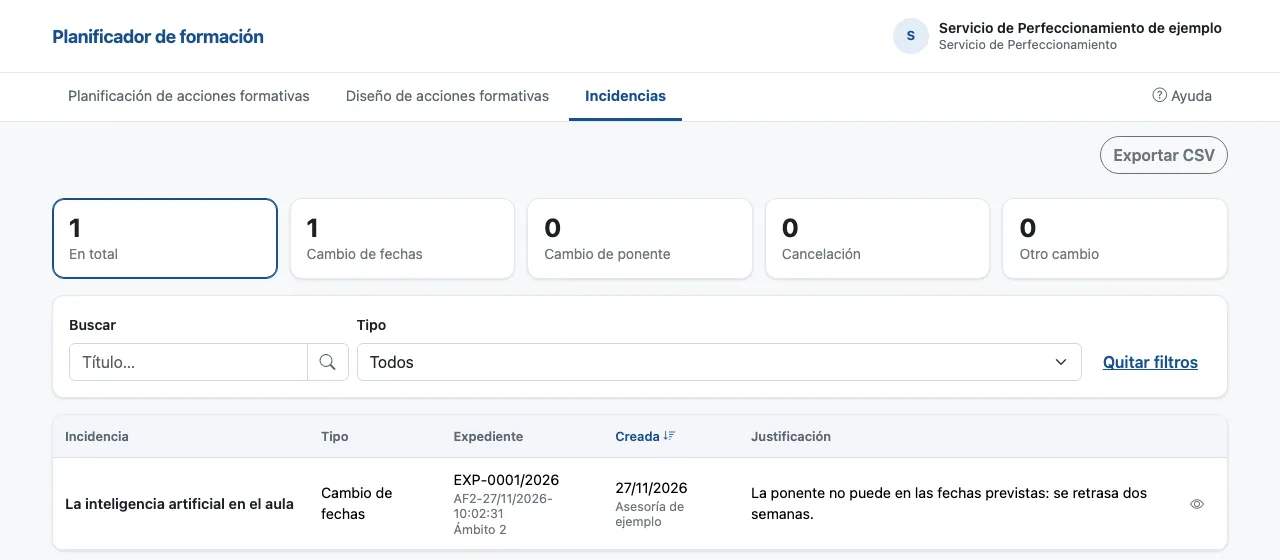 Planificador de formación
S
Servicio de Perfeccionamiento de ejemplo
Servicio de Perfeccionamiento
Planificación de acciones formativas
Diseño de acciones formativas
Incidencias
Ayuda
Exportar CSV
1
En total
1
Cambio de fechas
0
Cambio de ponente
0
Cancelación
0
Otro cambio
Buscar
Título...
Tipo
Todos
Quitar filtros
Incidencia
Tipo
Expediente
Creada
Justificación
La inteligencia artificial en el aula
Cambio de
fechas
EXP-0001/2026
AF2-27/11/2026-
10:02:31
Ámbito 2
27/11/2026
Asesoría de
ejemplo
La ponente no puede en las fechas previstas: se retrasa dos
semanas.